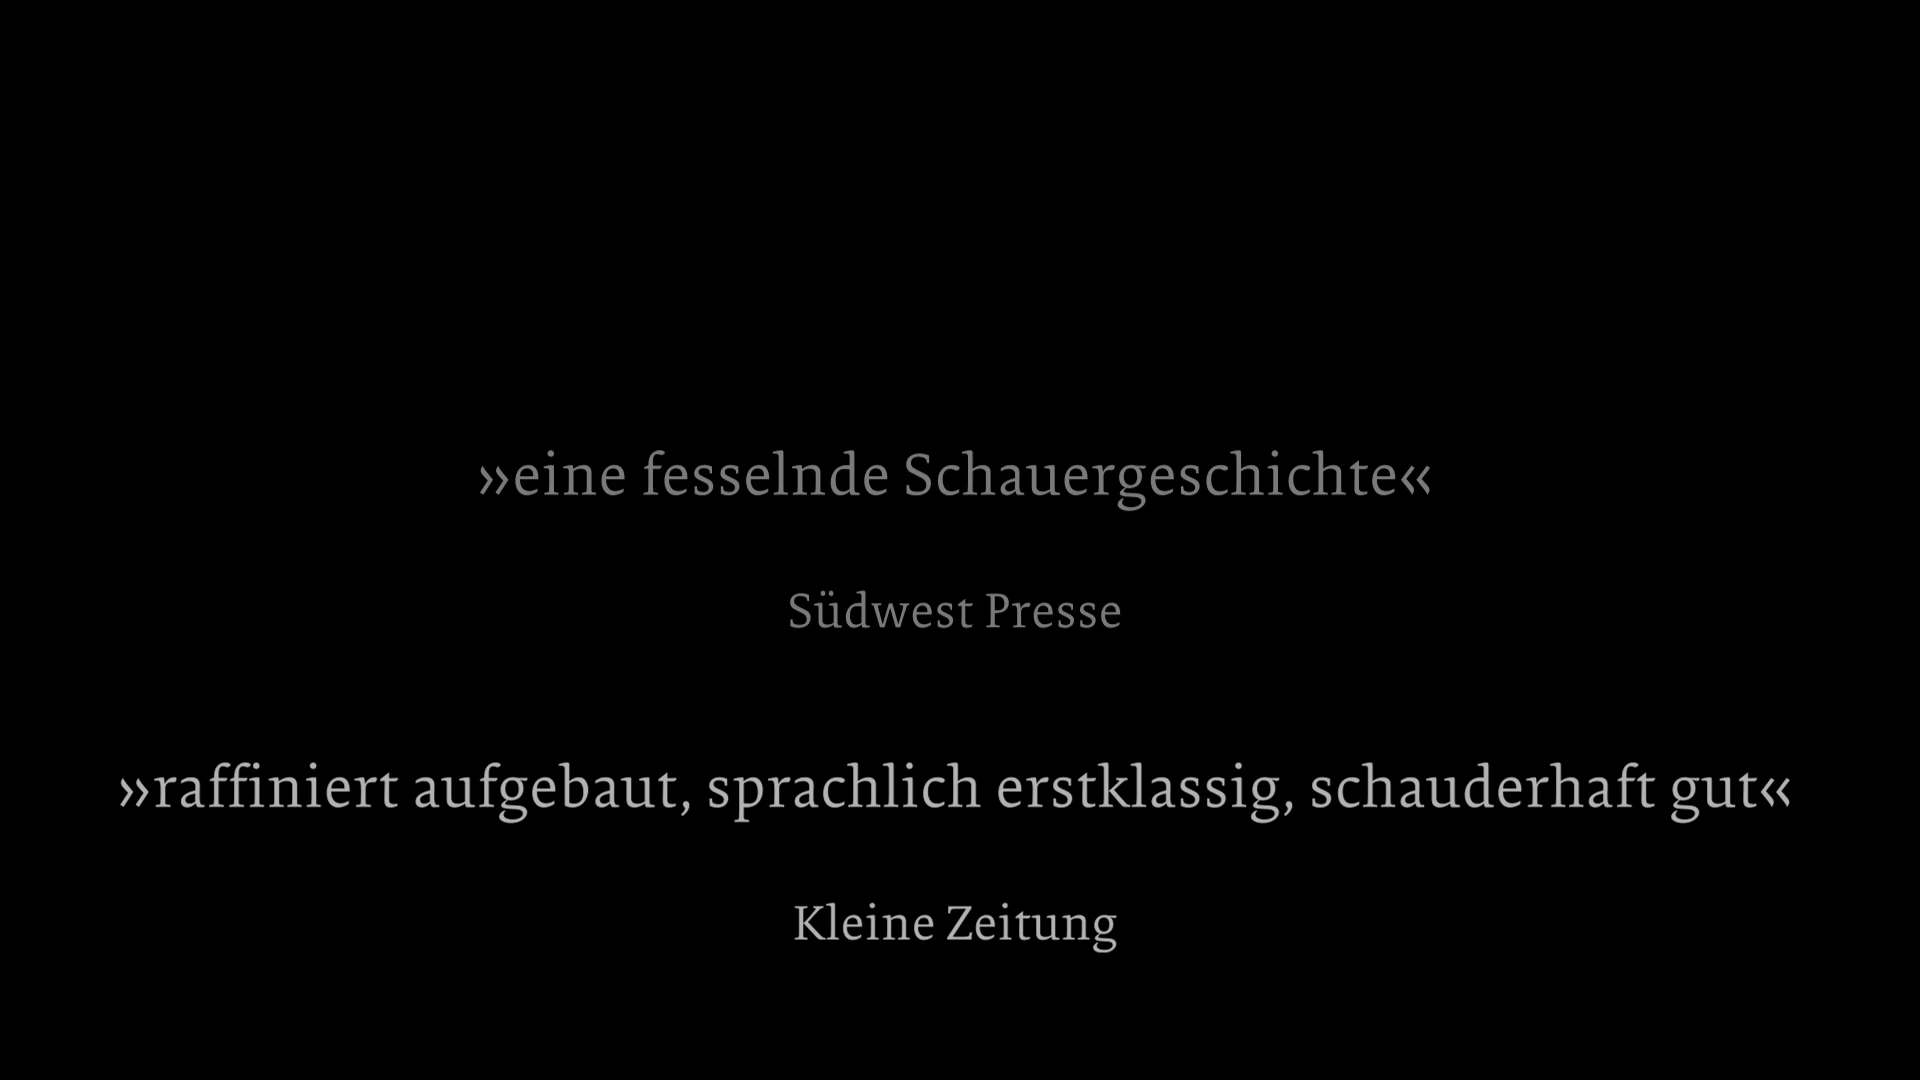 »eine fesselnde Schauergeschichte«
Südwest Presse
»raffiniert aufgebaut, sprachlich erstklassig, schauderhaft gut«
Kleine Zeitung